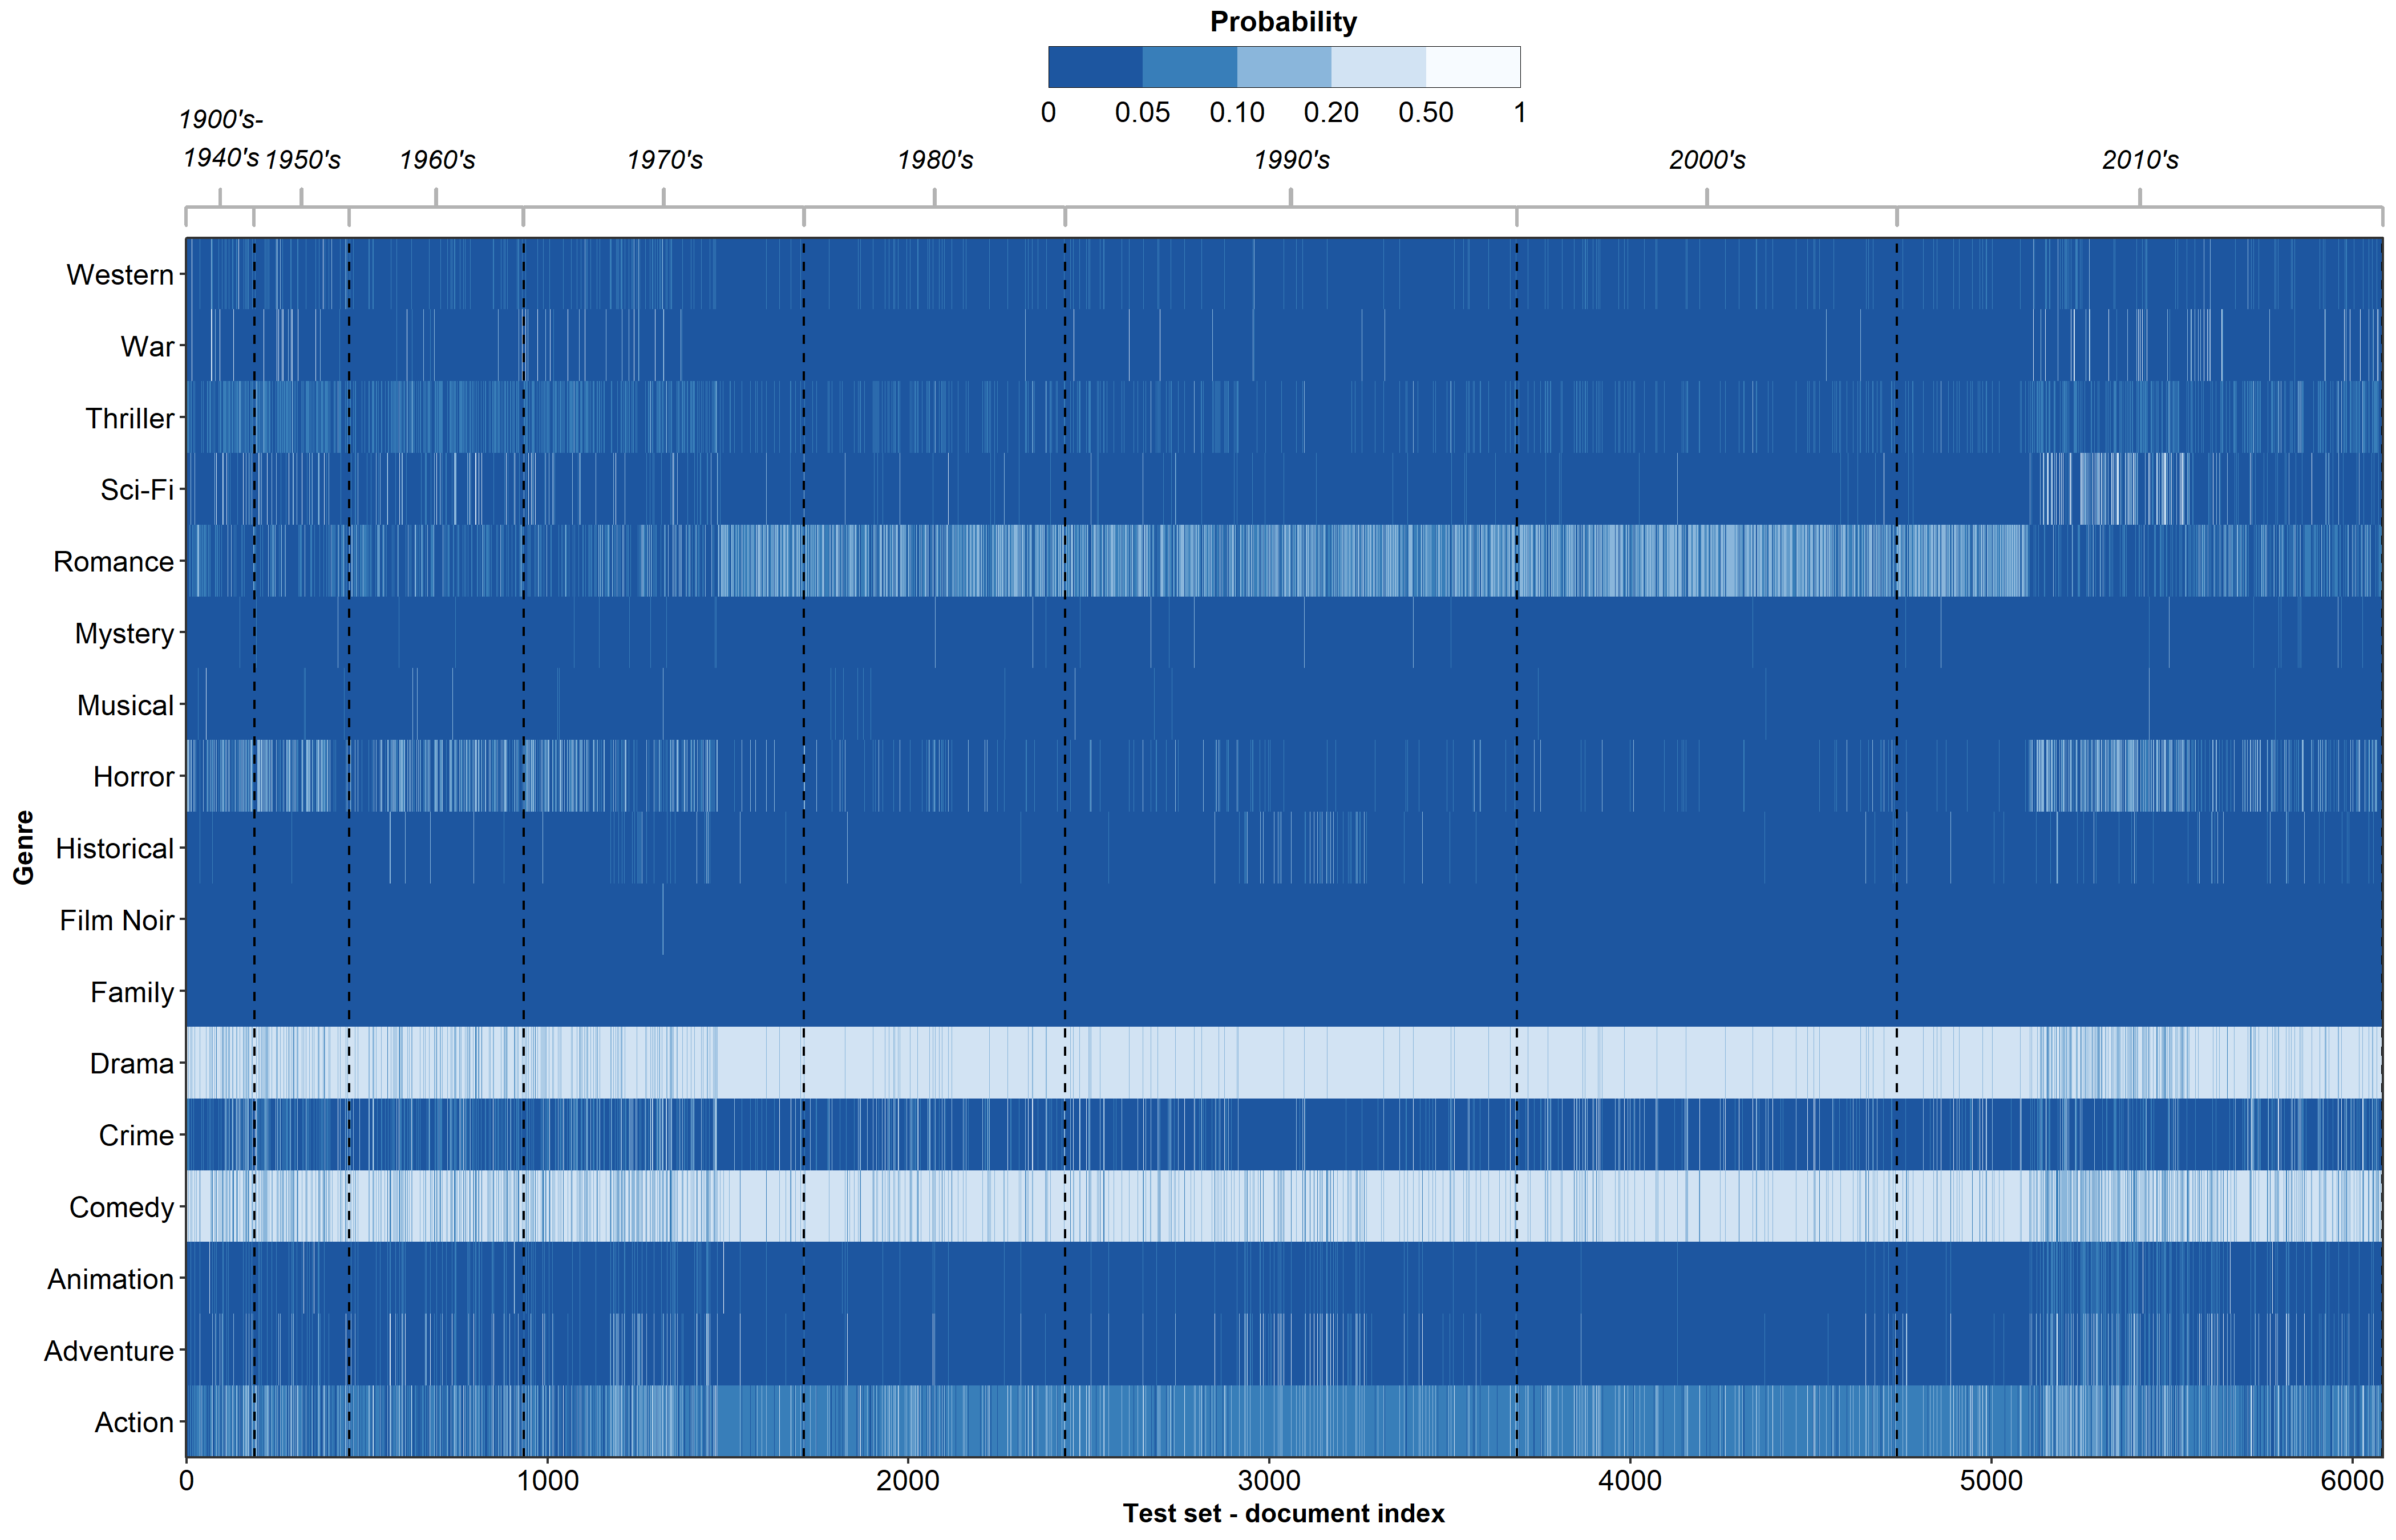 Probability
0 0.05 0.10 0.20 0.50 1
1900's-
1940's 1950's 1960's 1970's 1980's 1990's 2000's 2010's
Western
War
Thriller
Sci-Fi
Romance
Mystery
Musical
Horror
Historical
Film Noir
Family
Drama
Crime
Comedy
Animation
Adventure
Action
Genre
0 1000 2000 3000 4000 5000 6000
Test set - document index